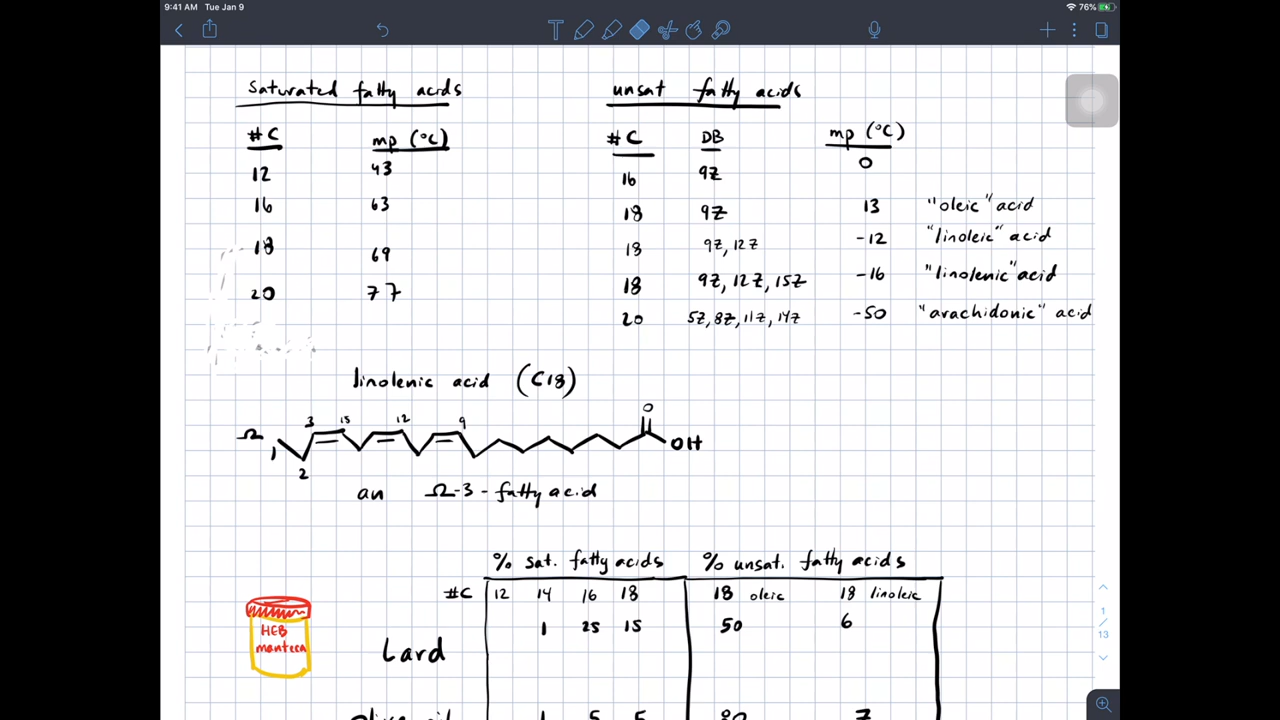 9:41 AM Tue Jan 9
76%
saturated fatty acids
unsat fatty acids
#C mp (°C)
#C DB mp (°C)
12 43
16 9Z 0
16 63
18 9Z 13 "oleic" acid
18 69
18 9Z, 12Z -12 "linoleic" acid
20 77
18 9Z, 12Z, 15Z -16 "linolenic" acid
20 5Z, 8Z, 11Z, 14Z -50 "arachidonic" acid
linolenic acid (C18)
Ω 1 2 3 15 12 9 O OH
an Ω-3-fatty acid
% sat. fatty acids % unsat. fatty acids
#C 12 14 16 18 18 oleic 18 linoleic
HEB
manteca
Lard 1 25 15 50 6
1
/
13